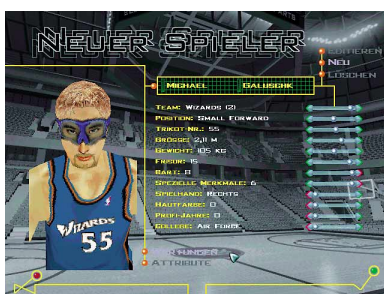 NEUER SPIELER
EDITIEREN
NEU
LÖSCHEN
MICHAEL GALUSCHK
TEAM: WIZARDS (2)
POSITION: SMALL FORWARD
TRIKOT-NR.: 55
GRÖSSE: 2,11 M
GEWICHT: 105 KG
FRISUR: 15
BART: 8
SPEZIELLE MERKMALE: 6
SPIELHAND: RECHTS
HAUTFARBE: 0
PROFI-JAHRE: 0
COLLEGE: AIR FORCE
WIZARDS
55
ATTRIBUTE